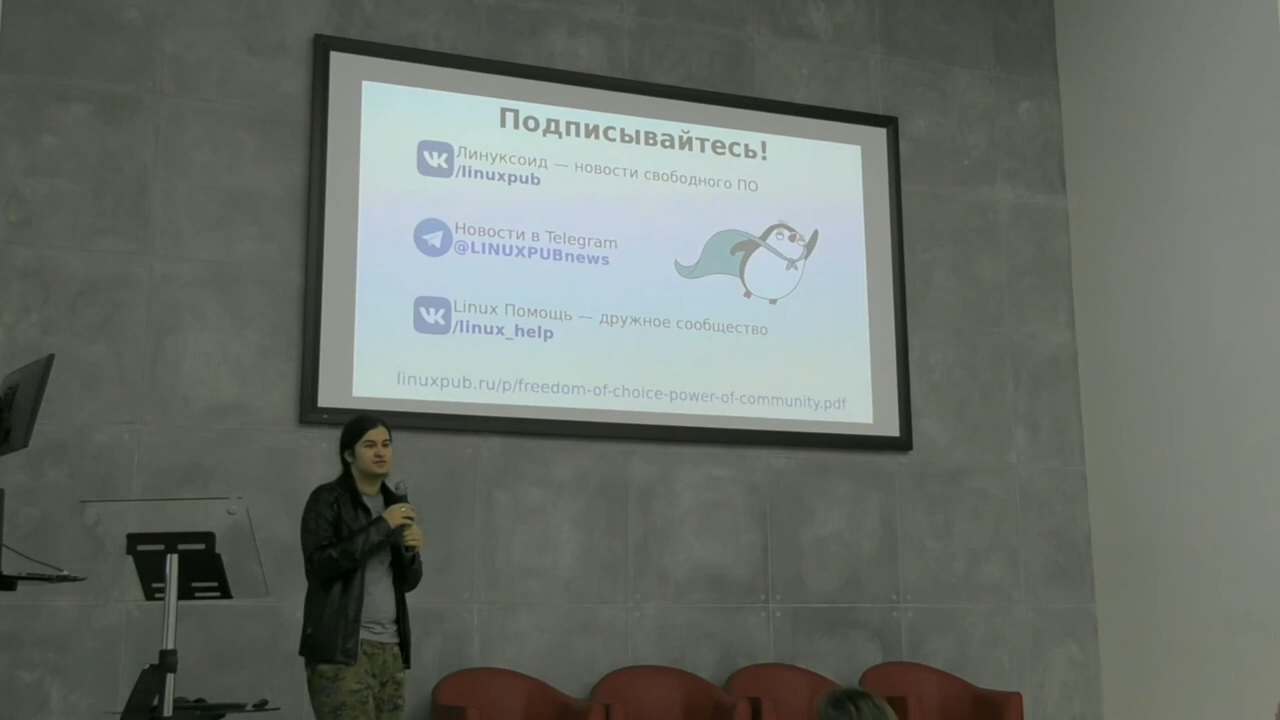 Подписывайтесь!
Линуксоид — новости свободного ПО
/linuxpub
Новости в Telegram
@LINUXPUBnews
Linux Помощь — дружное сообщество
/linux_help
linuxpub.ru/p/freedom-of-choice-power-of-community.pdf